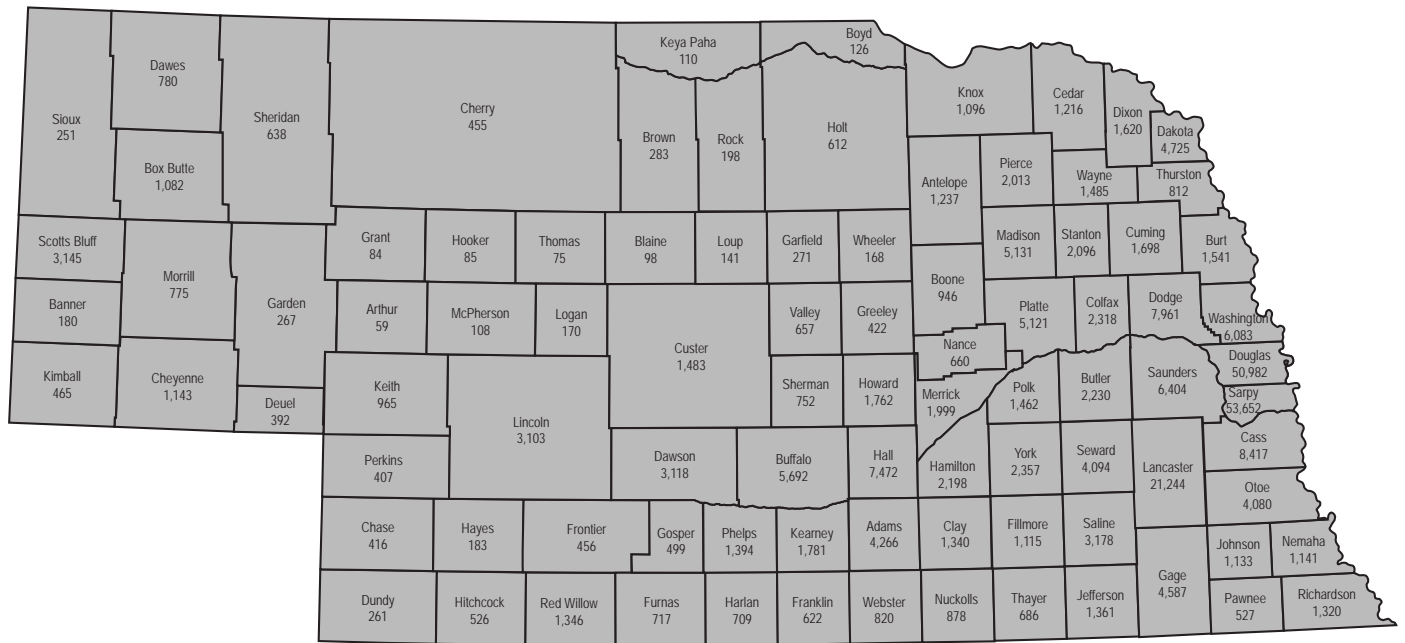 Sioux
251
Dawes
780
Box Butte
1,082
Sheridan
638
Cherry
455
Keya Paha
110
Boyd
126
Brown
283
Rock
198
Holt
612
Knox
1,096
Cedar
1,216
Dixon
1,620
Dakota
4,725
Antelope
1,237
Pierce
2,013
Wayne
1,485
Thurston
812
Scotts Bluff
3,145
Morrill
775
Garden
267
Grant
84
Hooker
85
Thomas
75
Blaine
98
Loup
141
Garfield
271
Wheeler
168
Madison
5,131
Stanton
2,096
Cuming
1,698
Burt
1,541
Banner
180
Arthur
59
McPherson
108
Logan
170
Custer
1,483
Valley
657
Greeley
422
Boone
946
Platte
5,121
Colfax
2,318
Dodge
7,961
Washington
6,083
Nance
660
Kimball
465
Cheyenne
1,143
Deuel
392
Keith
965
Lincoln
3,103
Sherman
752
Howard
1,762
Merrick
1,999
Polk
1,462
Butler
2,230
Saunders
6,404
Douglas
50,982
Sarpy
53,652
Perkins
407
Dawson
3,118
Buffalo
5,692
Hall
7,472
Hamilton
2,198
York
2,357
Seward
4,094
Lancaster
21,244
Cass
8,417
Otoe
4,080
Chase
416
Hayes
183
Frontier
456
Gosper
499
Phelps
1,394
Kearney
1,781
Adams
4,266
Clay
1,340
Fillmore
1,115
Saline
3,178
Gage
4,587
Johnson
1,133
Nemaha
1,141
Dundy
261
Hitchcock
526
Red Willow
1,346
Furnas
717
Harlan
709
Franklin
622
Webster
820
Nuckolls
878
Thayer
686
Jefferson
1,361
Pawnee
527
Richardson
1,320